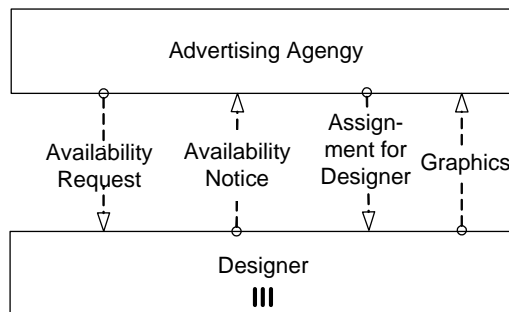 Advertising Agengy
Availability
Request
Availability
Notice
Assign-
ment for
Designer
Graphics
Designer